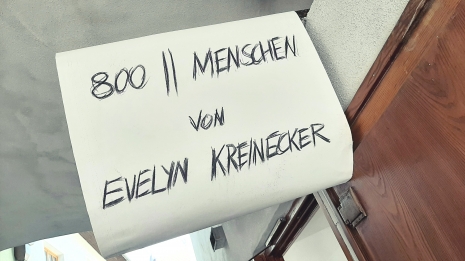 800 || MENSCHEN
VON
EVELYN KREINECKER